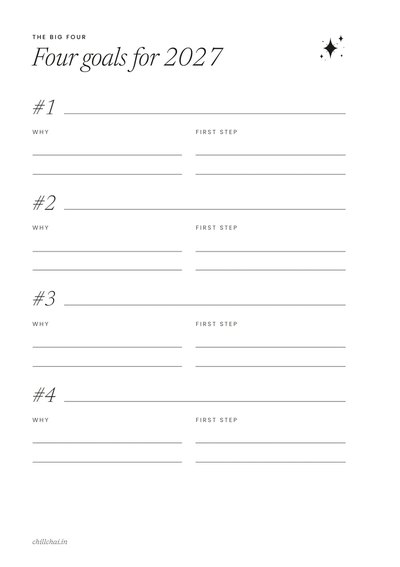 THE BIG FOUR
Four goals for 2027
#1
WHY FIRST STEP
#2
WHY FIRST STEP
#3
WHY FIRST STEP
#4
WHY FIRST STEP
chillchai.in